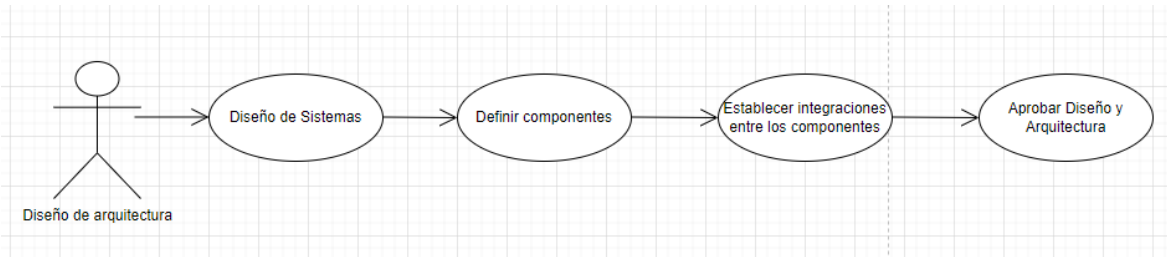 Diseño de Sistemas
Definir componentes
Establecer integraciones
entre los componentes
Aprobar Diseño y
Arquitectura
Diseño de arquitectura